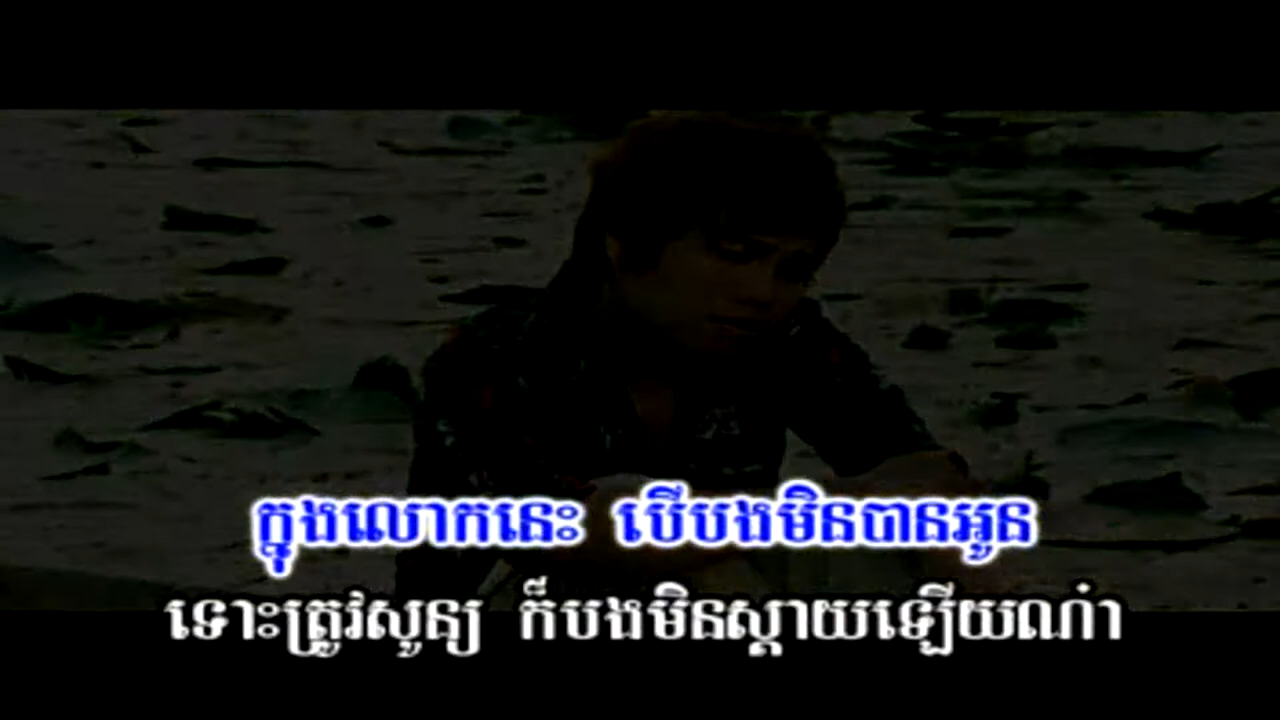 ក្នុងលោកនេះ បើបងមិនបានអូន
ទោះត្រូវសូន្យ ក៏បងមិនស្ដាយឡើយណា៎